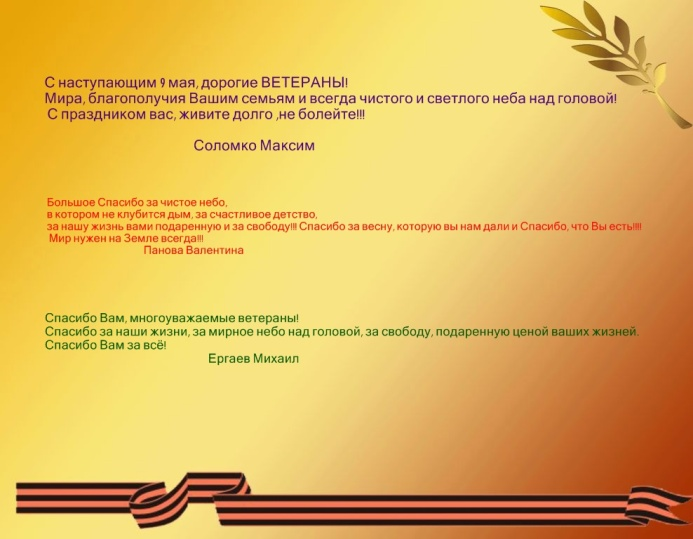 С наступающим 9 мая, дорогие ВЕТЕРАНЫ!
Мира, благополучия Вашим семьям и всегда чистого и светлого неба над головой!
С праздником вас, живите долго ,не болейте!!!
Соломко Максим
Большое Спасибо за чистое небо,
в котором не клубится дым, за счастливое детство,
за нашу жизнь вами подаренную и за свободу!!! Спасибо за весну, которую вы нам дали и Спасибо, что Вы есть!!!!
Мир нужен на Земле всегда!!!
Панова Валентина
Спасибо Вам, многоуважаемые ветераны!
Спасибо за наши жизни, за мирное небо над головой, за свободу, подаренную ценой ваших жизней.
Спасибо Вам за всё!
Ергаев Михаил